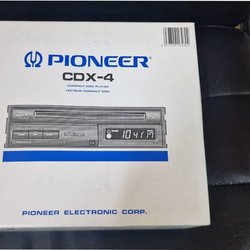 PIONEER
CDX-4
COMPACT DISC PLAYER
LECTEUR COMPACT DISC
PIONEER ELECTRONIC CORP.